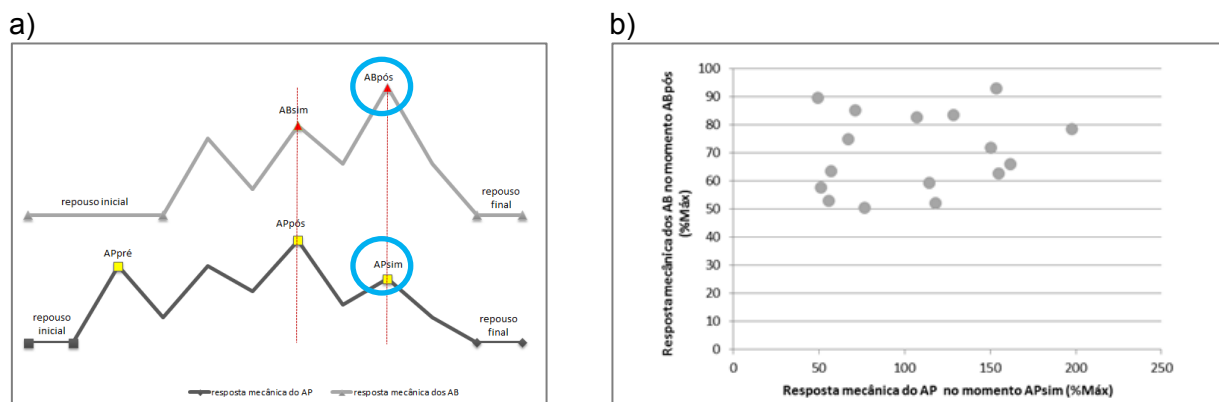 a)
ABpós
ABsim
repouso inicial
repouso
final
APpós
APpré
APsim
repouso
inicial
repouso
final
resposta mecânica do AP
resposta mecânica dos AB
b)
Resposta mecânica dos AB no momento ABpós
(%Máx)
100
90
80
70
60
50
40
30
20
10
0
0
50
100
150
200
250
Resposta mecânica do AP no momento APsim (%Máx)